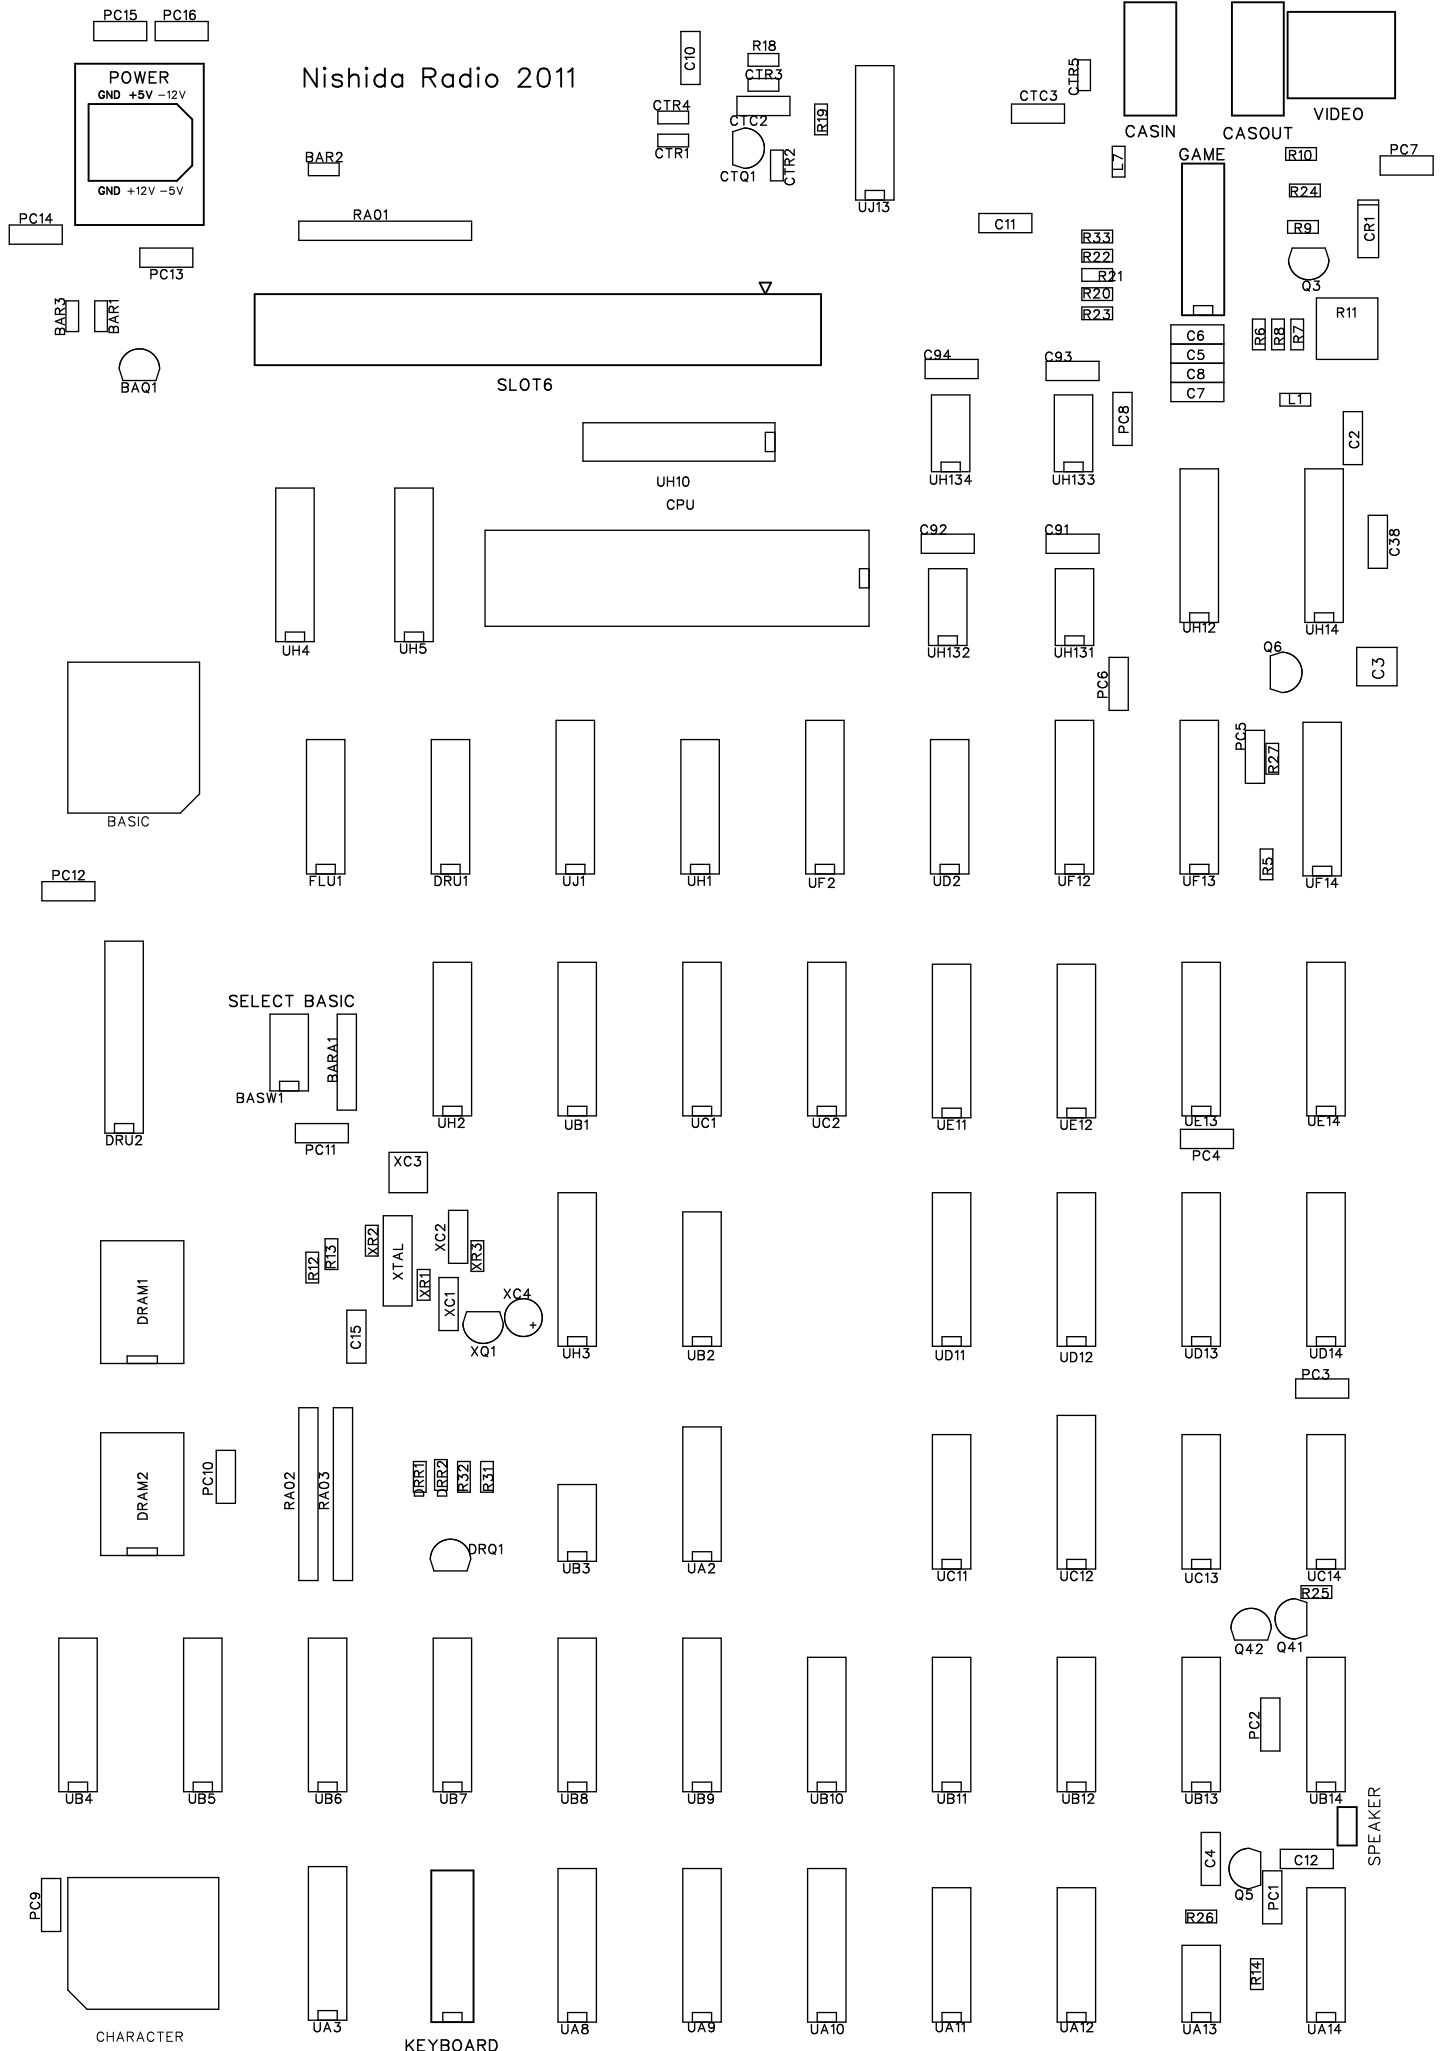 PC15 PC16
POWER
GND +5V -12V
GND +12V -5V
Nishida Radio 2011
C10
R18
CTR3
CTR4
CTC2
CTR1
CTQ1
CTR2
R19
UJ13
CTC3
CTR5
CASIN
CASOUT
VIDEO
L7
GAME
R10
PC7
R24
R9
CR1
Q3
BAR2
RA01
PC14
PC13
C11
R33
R22
R21
R20
R23
BAR3
BAR1
BAQ1
SLOT6
C6
C5
C8
C7
R6
R8
R7
R11
L1
C94
C93
PC8
C2
UH10
CPU
UH134
UH133
C92
C91
C38
UH4
UH5
UH132
UH131
UH12
UH14
PC6
Q6
C3
PC5
R27
BASIC
R5
FLU1
DRU1
UJ1
UH1
UF2
UD2
UF12
UF13
UF14
PC12
SELECT BASIC
BARA1
BASW1
DRU2
PC11
UH2
UB1
UC1
UC2
UE11
UE12
UE13
UE14
PC4
XC3
XC2
XR2
XTAL
XR3
R12
R13
XR1
XC1
XC4
+
XQ1
C15
DRAM1
UH3
UB2
UD11
UD12
UD13
UD14
PC3
DRAM2
PC10
RA02
RA03
DRR1
DRR2
R32
R31
DRQ1
UB3
UA2
UC11
UC12
UC13
UC14
R25
Q42
Q41
PC2
UB4
UB5
UB6
UB7
UB8
UB9
UB10
UB11
UB12
UB13
UB14
SPEAKER
C4
C12
Q5
PC1
PC9
R26
R14
CHARACTER
UA3
KEYBOARD
UA8
UA9
UA10
UA11
UA12
UA13
UA14